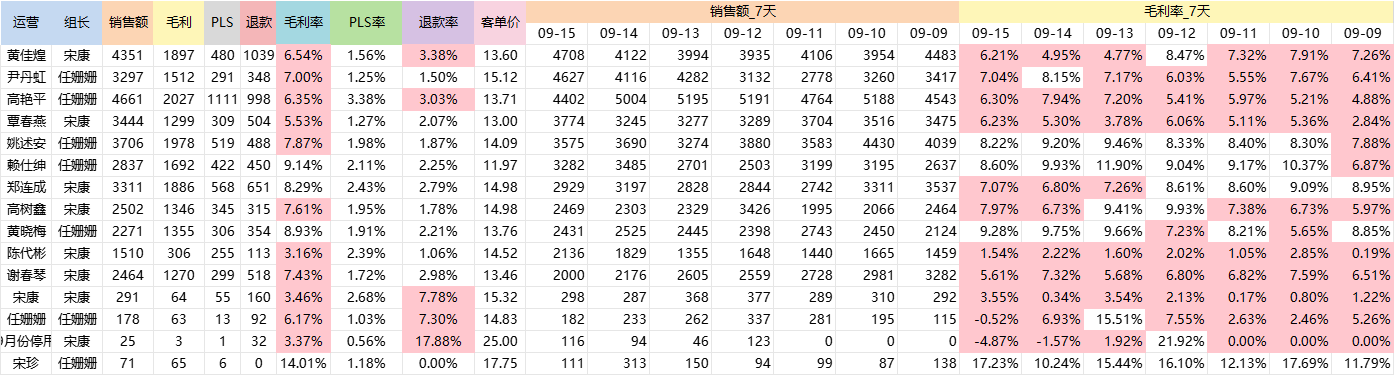 运营 组长 销售额 毛利 PLS 退款 毛利率 PLS率 退款率 客单价 销售额_7天 毛利率_7天
09-15 09-14 09-13 09-12 09-11 09-10 09-09 09-15 09-14 09-13 09-12 09-11 09-10 09-09
黄佳煌 宋康 4351 1897 480 1039 6.54% 1.56% 3.38% 13.60 4708 4122 3994 3935 4106 3954 4483 6.21% 4.95% 4.77% 8.47% 7.32% 7.91% 7.26%
尹丹虹 任姗姗 3297 1512 291 348 7.00% 1.25% 1.50% 15.12 4627 4116 4282 3132 2778 3260 3417 7.04% 8.15% 7.17% 6.03% 5.55% 7.67% 6.41%
高艳平 任姗姗 4661 2027 1111 998 6.35% 3.38% 3.03% 13.71 4402 5004 5195 5191 4764 5188 4543 6.30% 7.94% 7.20% 5.41% 5.97% 5.21% 4.88%
覃春燕 宋康 3444 1299 309 504 5.53% 1.27% 2.07% 13.00 3774 3245 3277 3289 3704 3516 3475 6.23% 5.30% 3.78% 6.06% 5.11% 5.36% 2.84%
姚述安 任姗姗 3706 1978 519 488 7.87% 1.98% 1.87% 14.09 3575 3690 3274 3880 3583 4430 4039 8.22% 9.20% 9.46% 8.33% 8.40% 8.30% 7.88%
赖仕绅 任姗姗 2837 1692 422 450 9.14% 2.11% 2.25% 11.97 3282 3485 2701 2503 3199 3195 2637 8.60% 9.93% 11.90% 9.04% 9.17% 10.37% 6.87%
郑连成 宋康 3311 1886 568 651 8.29% 2.43% 2.79% 14.98 2929 3197 2828 2844 2742 3311 3537 7.07% 6.80% 7.26% 8.61% 8.60% 9.09% 8.95%
高树鑫 宋康 2502 1346 345 315 7.61% 1.95% 1.78% 14.98 2469 2303 2329 3426 1995 2066 2464 7.97% 6.73% 9.41% 9.93% 7.38% 6.73% 5.97%
黄晓梅 任姗姗 2271 1355 306 354 8.93% 1.91% 2.21% 13.76 2431 2525 2445 2398 2743 2450 2124 9.28% 9.75% 9.66% 7.23% 8.21% 5.65% 8.85%
陈代彬 宋康 1510 306 255 113 3.16% 2.39% 1.06% 14.52 2136 1829 1355 1648 1440 1665 1459 1.54% 2.22% 1.60% 2.02% 1.05% 2.85% 0.19%
谢春琴 宋康 2464 1270 299 518 7.43% 1.72% 2.98% 13.46 2000 2176 2605 2559 2728 2981 3282 5.61% 7.32% 5.68% 6.80% 6.82% 7.59% 6.51%
宋康 宋康 291 64 55 160 3.46% 2.68% 7.78% 15.32 298 287 368 377 289 310 292 3.55% 0.34% 3.54% 2.13% 0.17% 0.80% 1.22%
任姗姗 任姗姗 178 63 13 92 6.17% 1.03% 7.30% 14.83 182 233 262 337 281 195 115 -0.52% 6.93% 15.51% 7.55% 2.63% 2.46% 5.26%
月份停用 宋康 25 3 1 32 3.37% 0.56% 17.88% 25.00 116 94 46 123 0 0 0 -4.87% -1.57% 1.92% 21.92% 0.00% 0.00% 0.00%
宋珍 任姗姗 71 65 6 0 14.01% 1.18% 0.00% 17.75 111 313 150 94 99 87 138 17.23% 10.24% 15.44% 16.10% 12.13% 17.69% 11.79%